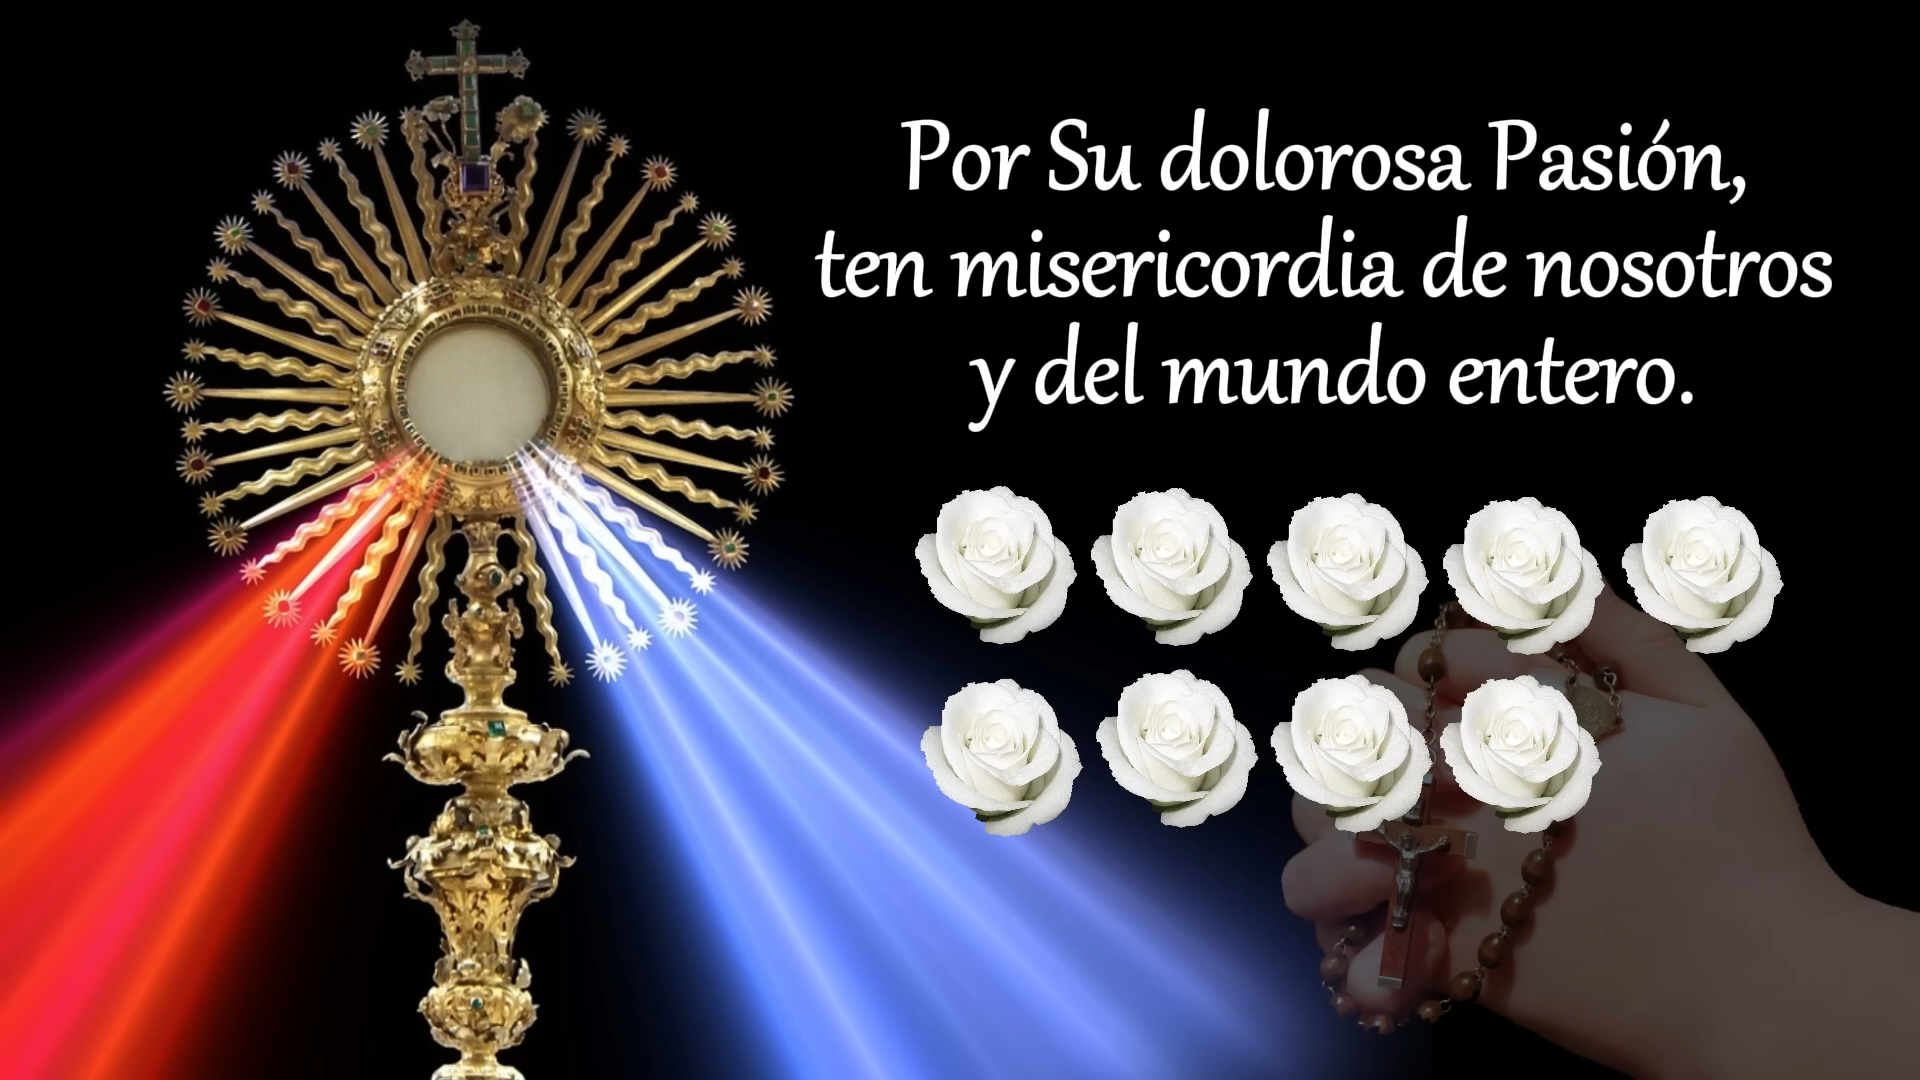 Por Su dolorosa Pasión,
ten misericordia de nosotros
y del mundo entero.